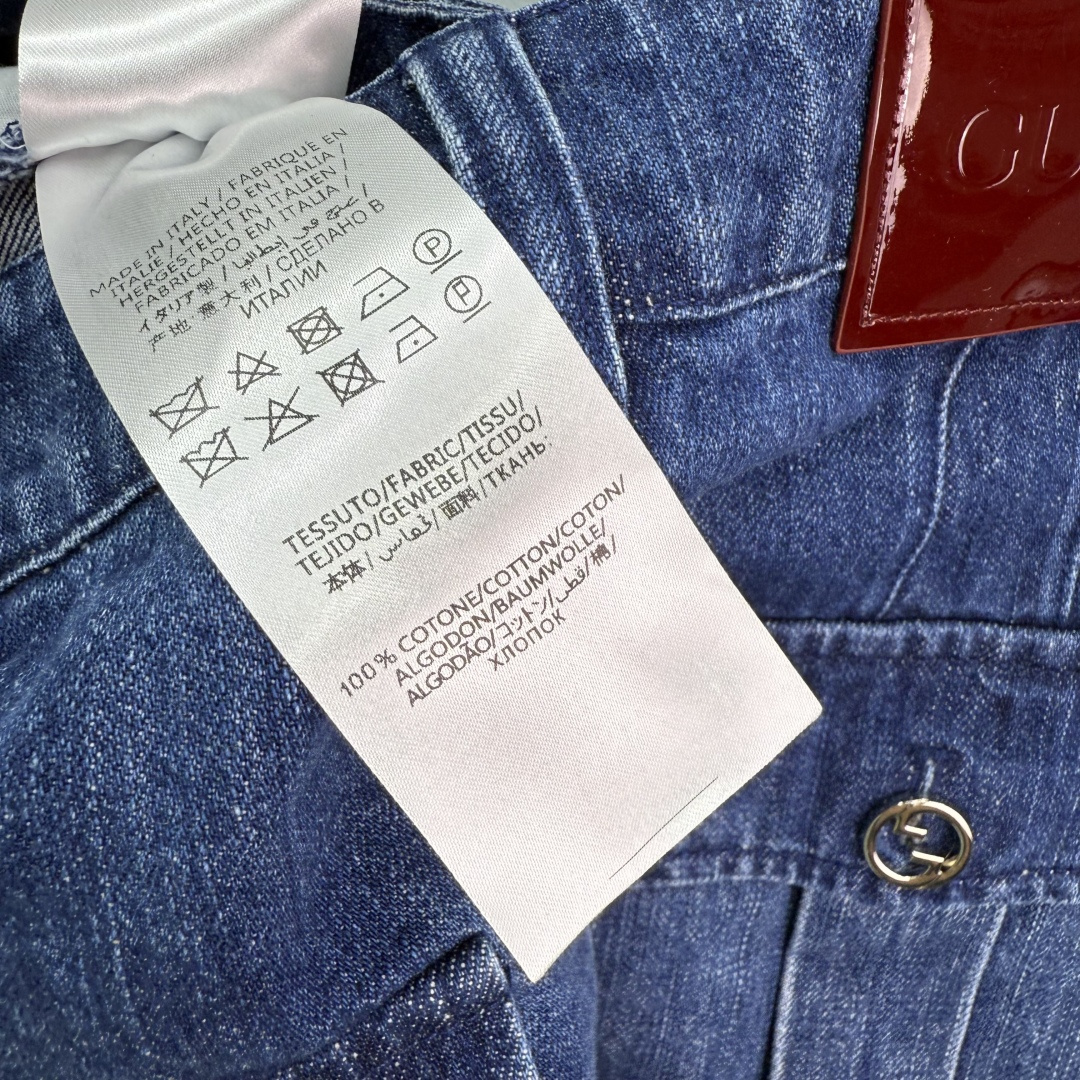 MADE IN ITALY / FABRIQUE EN
ITALIE / HECHO EN ITALIA /
HERGESTELLT IN ITALIEN /
FABRICADO EM ITALIA /
イタリア製 / صنع في إيطاليا /
产地 意大利 / СДЕЛАНО В
ИТАЛИИ
P
P
TESSUTO/FABRIC/TISSU/
TEJIDO/GEWEBE/TECIDO/
本体/قماش/面料/ТКАНЬ:
100% COTONE/COTTON/COTON/
ALGODON/BAUMWOLLE/
ALGODÃO/コットン/قطن/棉/
ХЛОПОК
GU